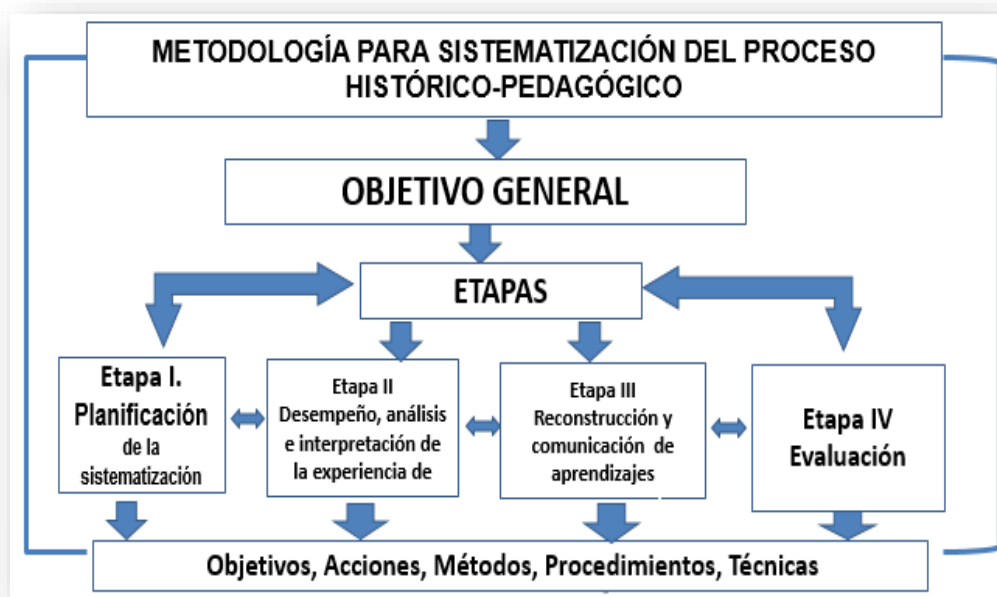 METODOLOGÍA PARA SISTEMATIZACIÓN DEL PROCESO
HISTÓRICO-PEDAGÓGICO
OBJETIVO GENERAL
ETAPAS
Etapa I.
Planificación
de la
sistematización
Etapa II
Desempeño, análisis
e interpretación de
la experiencia de
Etapa III
Reconstrucción y
comunicación de
aprendizajes
Etapa IV
Evaluación
Objetivos, Acciones, Métodos, Procedimientos, Técnicas